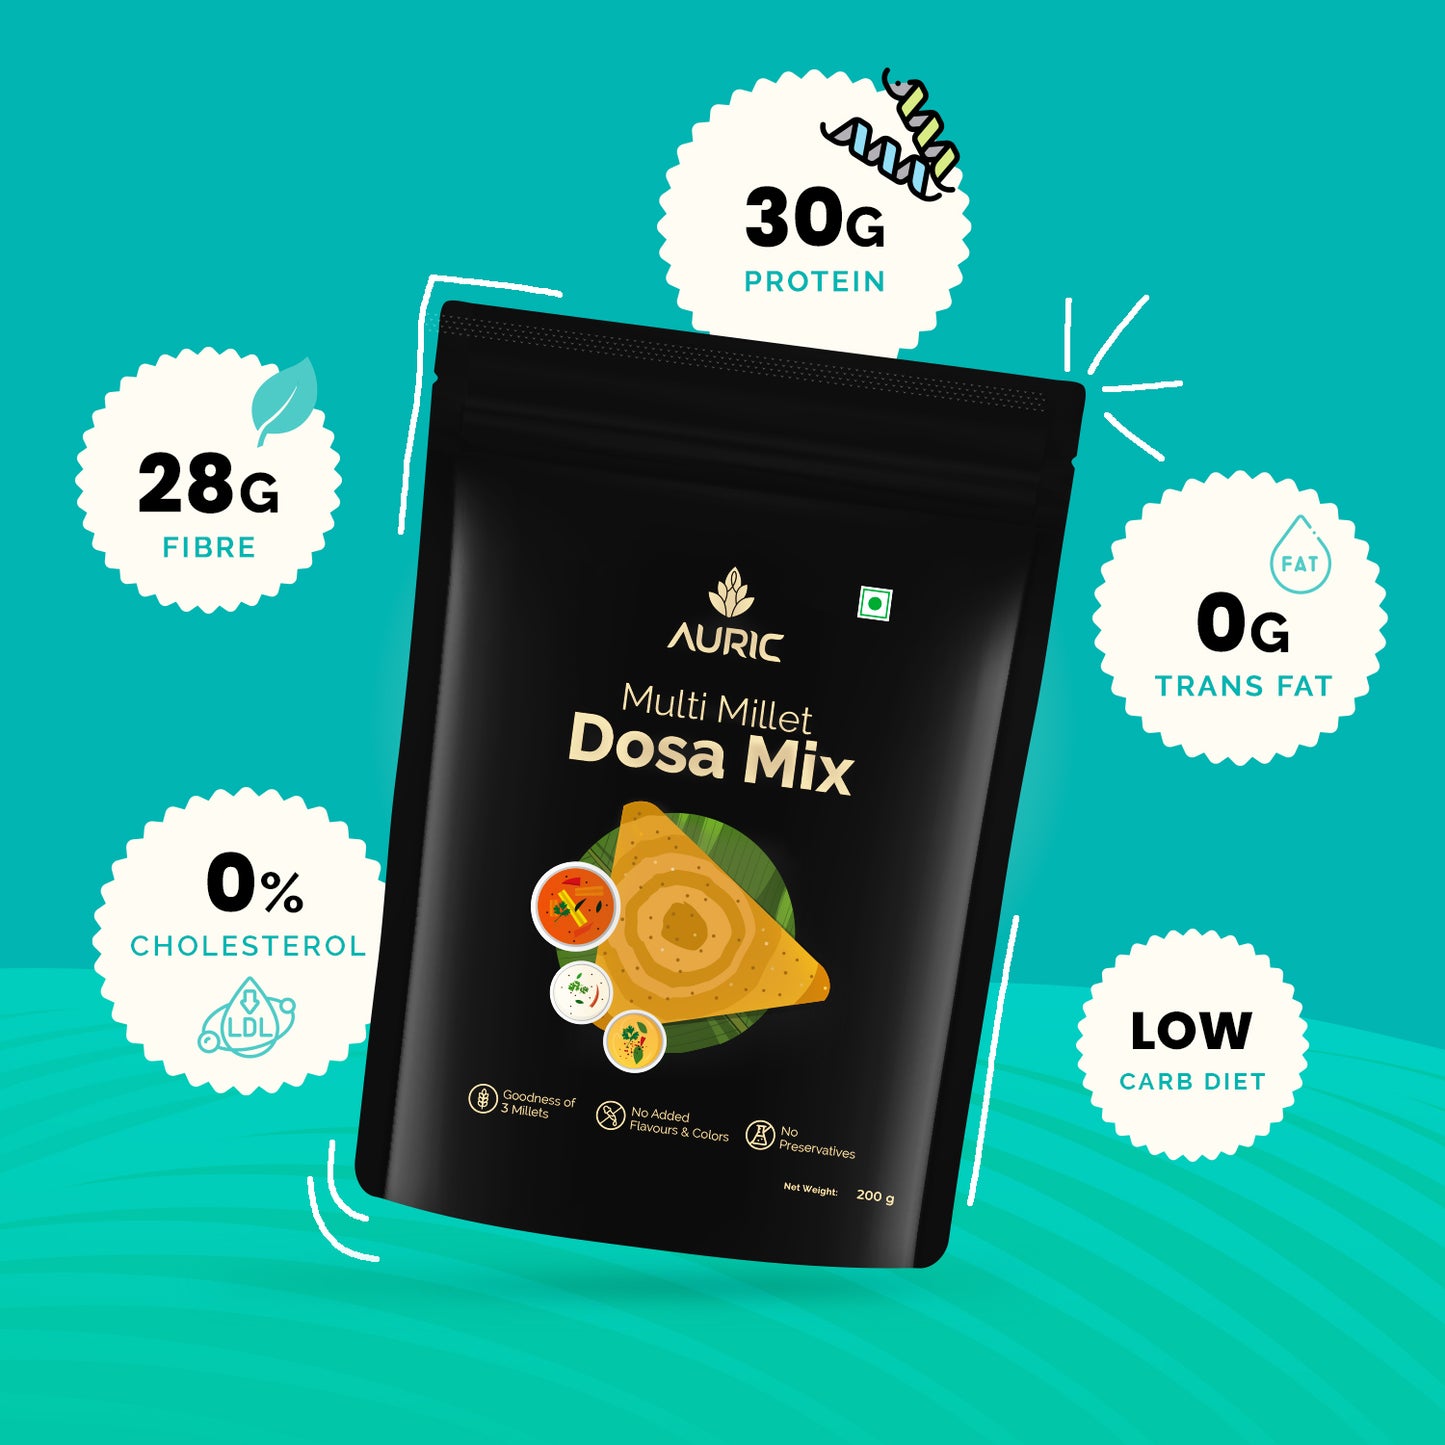 30G
PROTEIN
28G
FIBRE
FAT
0G
TRANS FAT
AURIC
Multi Millet
Dosa Mix
0%
CHOLESTEROL
LDL
LOW
CARB DIET
Goodness of
3 Millets
No Added
Flavours & Colors
No
Preservatives
Net Weight: 200 g